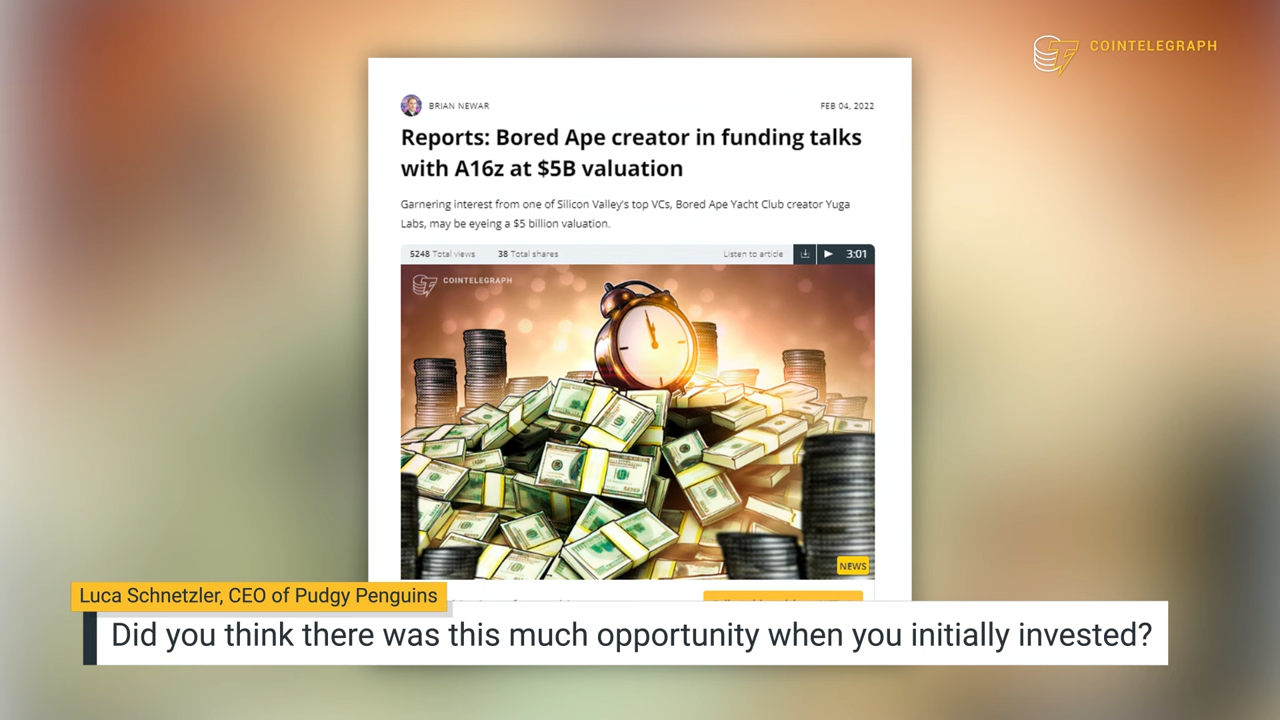 COINTELEGRAPH
BRIAN NEWAR
FEB 04, 2022
Reports: Bored Ape creator in funding talks
with A16z at $5B valuation
Garnering interest from one of Silicon Valley's top VCs, Bored Ape Yacht Club creator Yuga
Labs, may be eyeing a $5 billion valuation.
5248 Total views 38 Total shares Listen to article 3:01
COINTELEGRAPH
NEWS
Luca Schnetzler, CEO of Pudgy Penguins
Did you think there was this much opportunity when you initially invested?